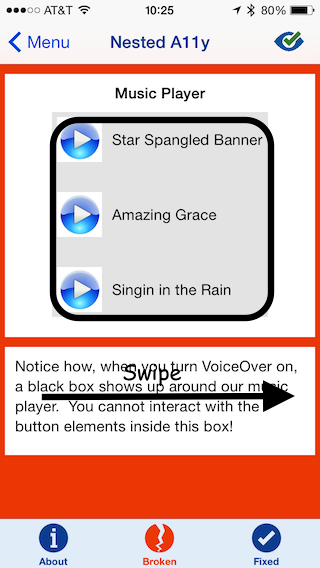 AT&T 10:25 80%
Menu Nested A11y
Music Player
Star Spangled Banner
Amazing Grace
Singin in the Rain
Notice how, when you turn VoiceOver on,
Swipe
a black box shows up around our music
player. You cannot interact with the
button elements inside this box!
About Broken Fixed